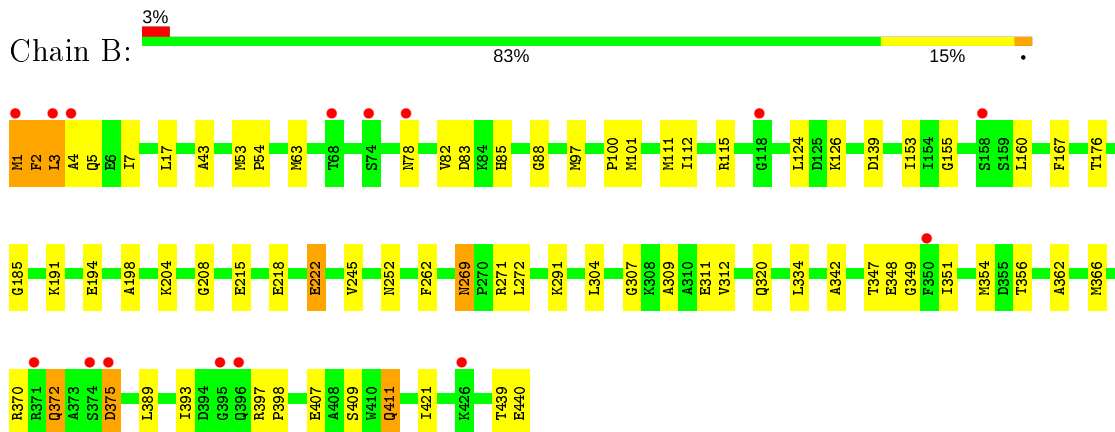 3%
Chain B:
83% 15% •
M1 F2 L3 A4 Q5 E6 I7 L17 A43 M53 P54 M63 T68 S74 N78 V82 D83 K84 H85 G88 M97 P100 M101 M111 I112 R115 G118 L124 D125 K126 D139 I153 I154 G155 S158 S159 L160 F167 T176
G185 K191 E194 A198 K204 G208 E215 E218 E222 V245 N252 F262 N269 P270 R271 L272 K291 L304 G307 K308 A309 A310 E311 V312 Q320 L334 A342 T347 E348 G349 F350 I351 M354 D355 T356 A362 M366
R370 R371 Q372 A373 S374 D375 L389 I393 D394 G395 Q396 R397 P398 E407 A408 S409 W410 Q411 I421 K426 T439 E440